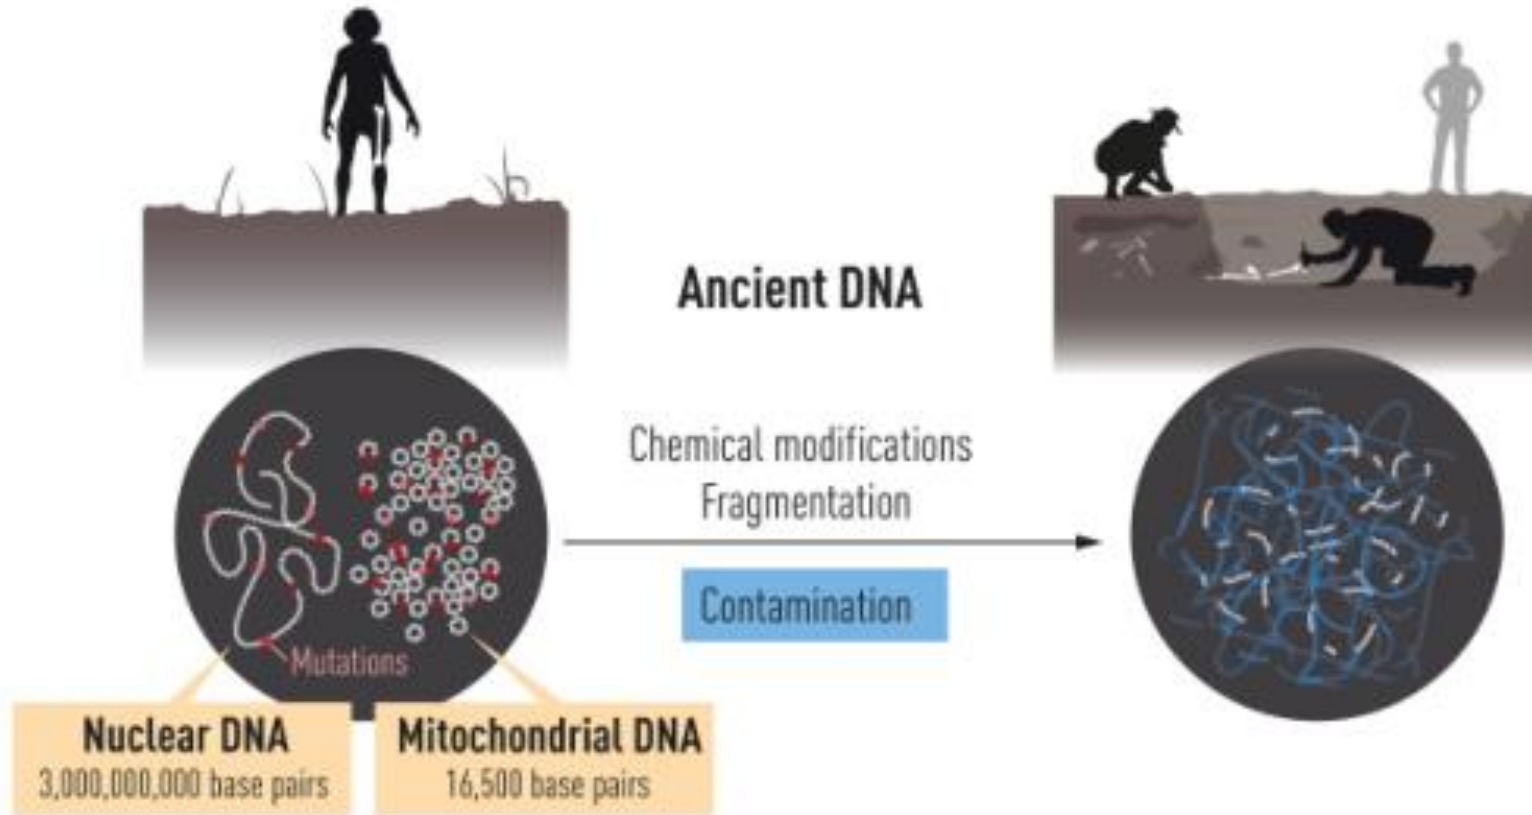 Ancient DNA
Chemical modifications
Fragmentation
Contamination
Mutations
Nuclear DNA
3,000,000,000 base pairs
Mitochondrial DNA
16,500 base pairs